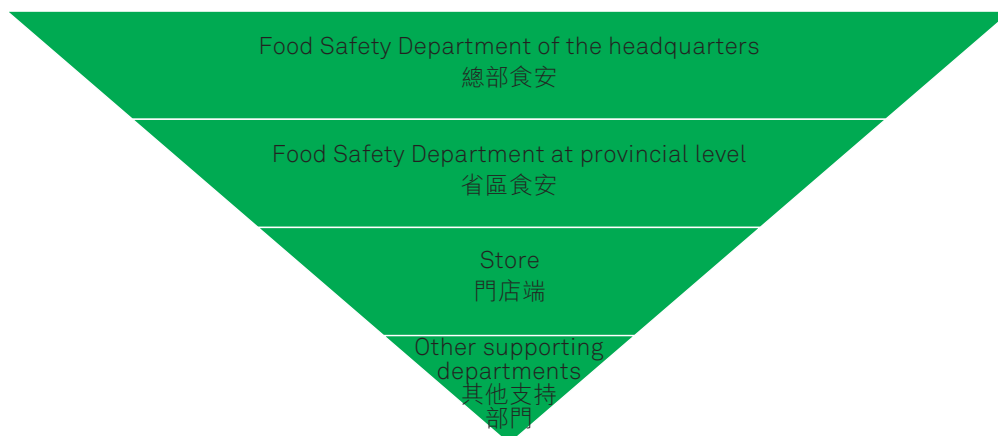 Food Safety Department of the headquarters
總部食安
Food Safety Department at provincial level
省區食安
Store
門店端
Other supporting
departments
其他支持
部門